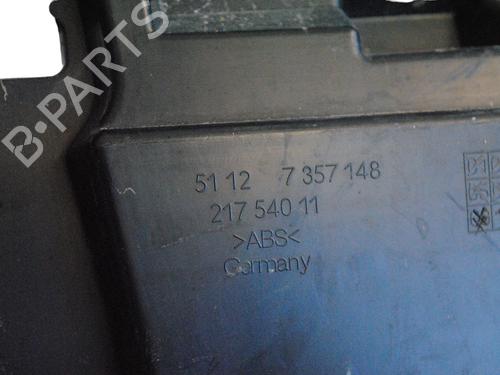 B-PARTS
51 12 7 357 148
217 540 11
>ABS<
Germany